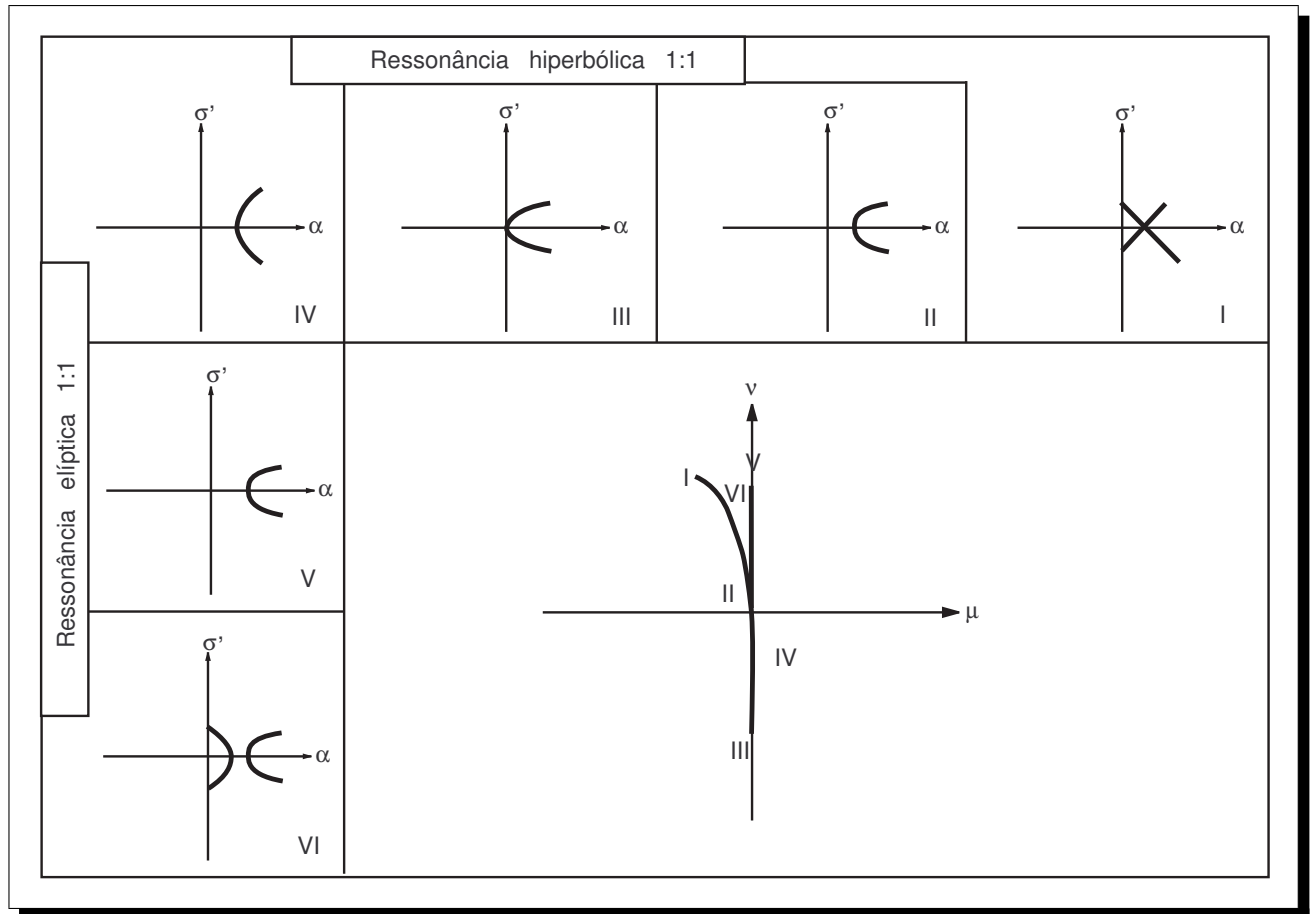 Ressonância hiperbólica 1:1
σ’
α
IV
σ’
α
III
σ’
α
II
σ’
α
I
Ressonância elíptica 1:1
σ’
α
V
σ’
α
VI
ν
V
I
VI
II
μ
IV
III